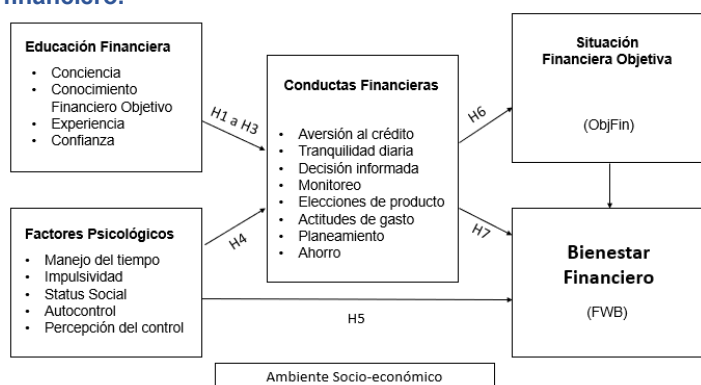 financiero.
Educación Financiera
• Conciencia
• Conocimiento
Financiero Objetivo
• Experiencia
• Confianza
H1 a H3
Factores Psicológicos
• Manejo del tiempo
• Impulsividad
• Status Social
• Autocontrol
• Percepción del control
H4
Conductas Financieras
• Aversión al crédito
• Tranquilidad diaria
• Decisión informada
• Monitoreo
• Elecciones de producto
• Actitudes de gasto
• Planeamiento
• Ahorro
H6
H7
H5
Situación
Financiera Objetiva
(ObjFin)
Bienestar
Financiero
(FWB)
Ambiente Socio-económico